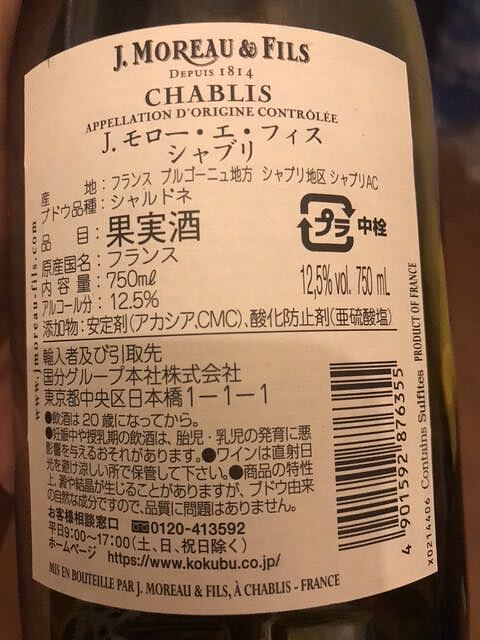 J. MOREAU & FILS
DEPUIS 1814
CHABLIS
APPELLATION D'ORIGINE CONTRÔLÉE
J. モロー・エ・フィス
シャブリ
産地：フランス ブルゴーニュ地方 シャブリ地区 シャブリAC
ブドウ品種：シャルドネ
品目：果実酒
原産国名：フランス
内容量：750mℓ
アルコール分：12.5%
プラ 中栓
12,5% vol. 750 mL
添加物：安定剤(アカシア、CMC)、酸化防止剤(亜硫酸塩)
輸入者及び引取先
国分グループ本社株式会社
東京都中央区日本橋1－1－1
●飲酒は20歳になってから。
●妊娠中や授乳期の飲酒は、胎児・乳児の発育に悪
影響を与えるおそれがあります。●ワインは直射日
光を避け涼しい所で保管して下さい。●商品の特性
上、澱や結晶が生じることがありますが、ブドウ由来
の自然な成分ですので、品質に問題はありません。
お客様相談窓口 0120-413592
平日9:00～17:00(土、日、祝日除く)
ホームページ https://www.kokubu.co.jp/
MIS EN BOUTEILLE PAR J. MOREAU & FILS, À CHABLIS - FRANCE
www.jmoreau-fils.com
4 901592 876355
X0214406 Contains Sulfites PRODUCT OF FRANCE